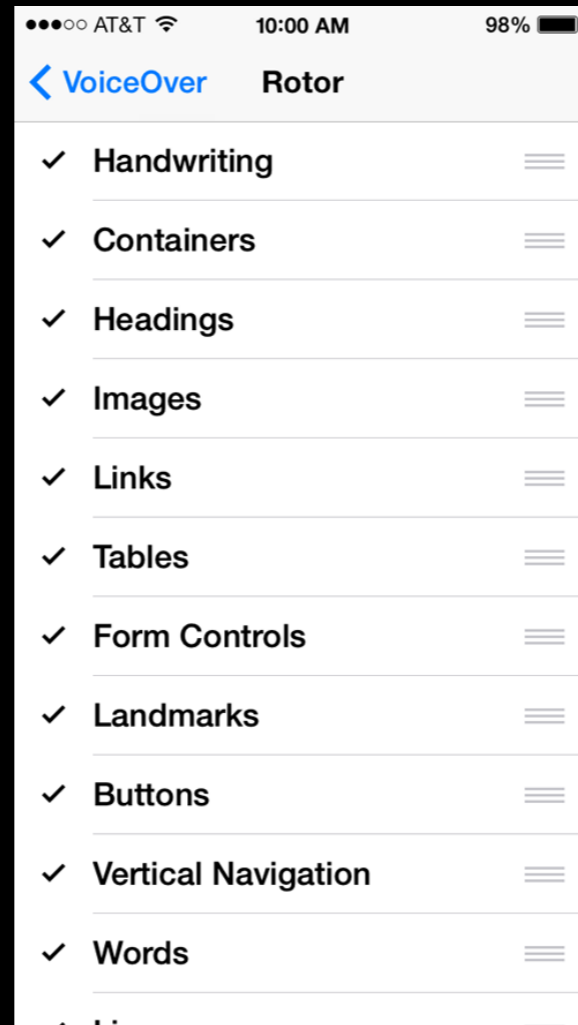 AT&T 10:00 AM 98%
VoiceOver Rotor
Handwriting
Containers
Headings
Images
Links
Tables
Form Controls
Landmarks
Buttons
Vertical Navigation
Words